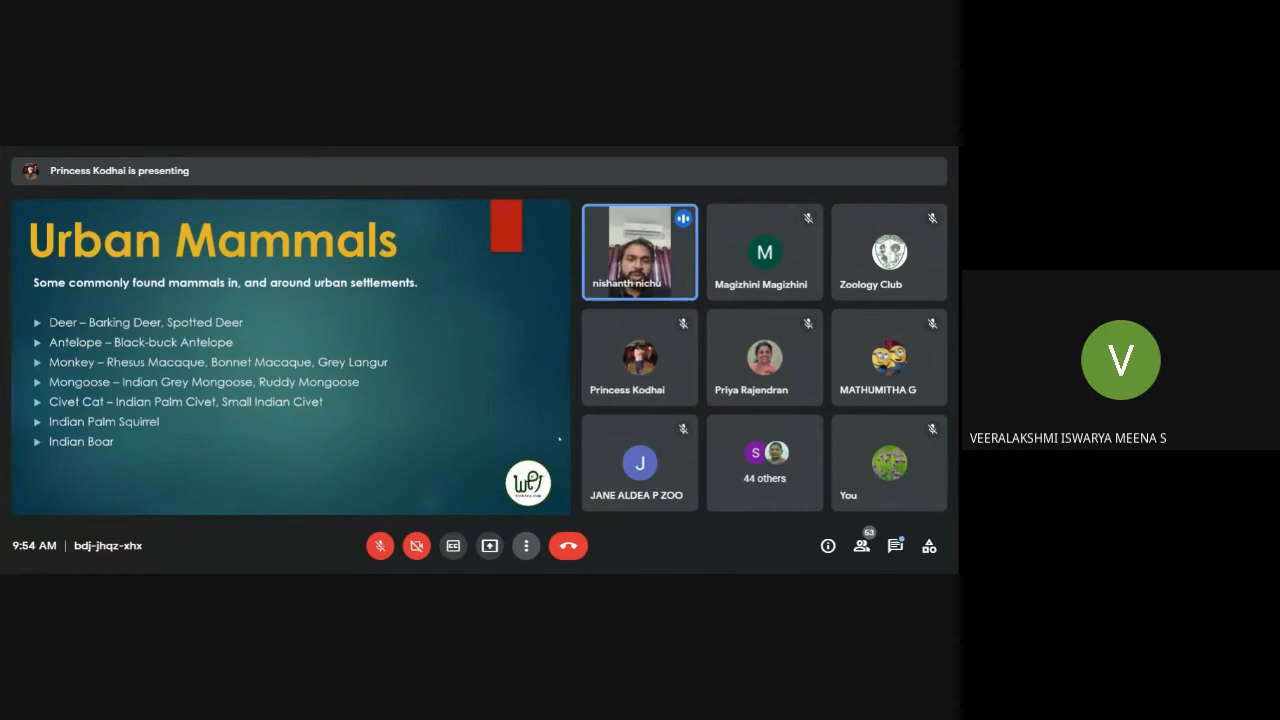 Princess Kodhai is presenting
Urban Mammals
Some commonly found mammals in, and around urban settlements.
Deer – Barking Deer, Spotted Deer
Antelope – Black-buck Antelope
Monkey – Rhesus Macaque, Bonnet Macaque, Grey Langur
Mongoose – Indian Grey Mongoose, Ruddy Mongoose
Civet Cat – Indian Palm Civet, Small Indian Civet
Indian Palm Squirrel
Indian Boar
nishanth nichu
M
Magizhini Magizhini
Zoology Club
Princess Kodhai
Priya Rajendran
MATHUMITHA G
J
JANE ALDEA P ZOO
S
44 others
You
9:54 AM | bdj-jhqz-xhx
CC
53
V
VEERALAKSHMI ISWARYA MEENA S